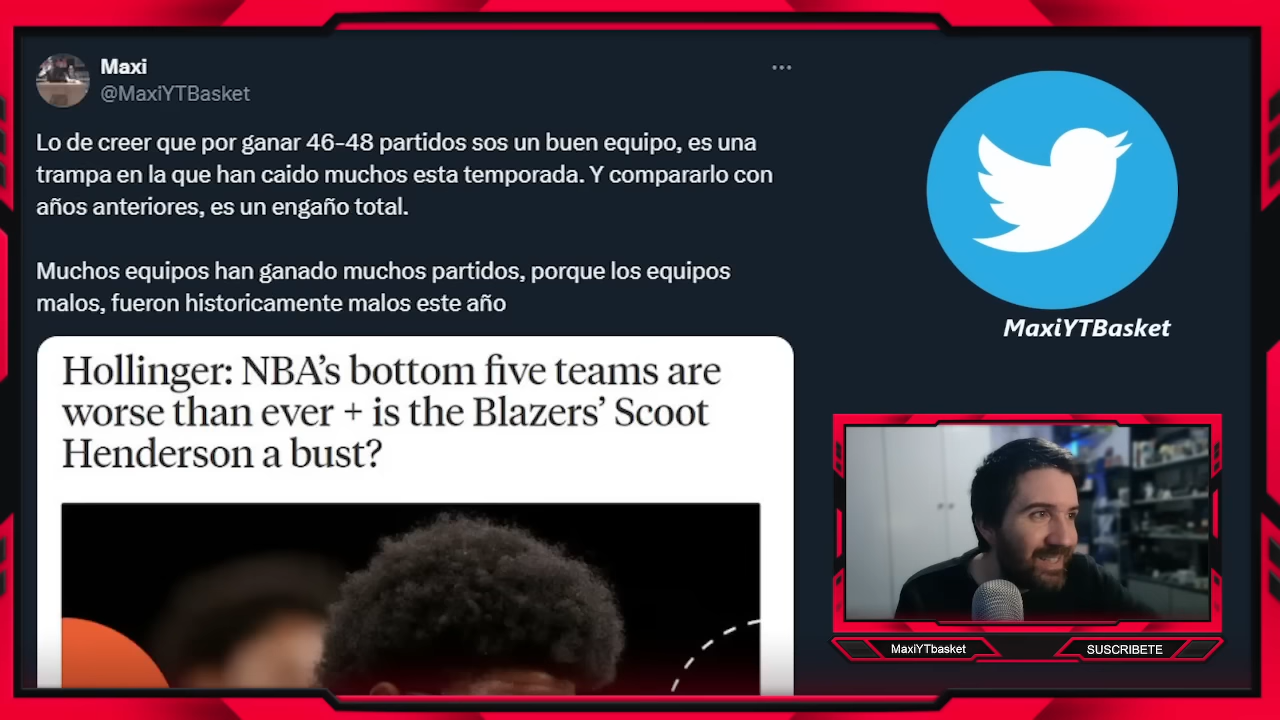 Maxi
@MaxiYTBasket
Lo de creer que por ganar 46-48 partidos sos un buen equipo, es una
trampa en la que han caido muchos esta temporada. Y compararlo con
años anteriores, es un engaño total.
Muchos equipos han ganado muchos partidos, porque los equipos
malos, fueron historicamente malos este año
Hollinger: NBA's bottom five teams are
worse than ever + is the Blazers' Scoot
Henderson a bust?
MaxiYTBasket
MaxiYTbasket
SUSCRIBETE